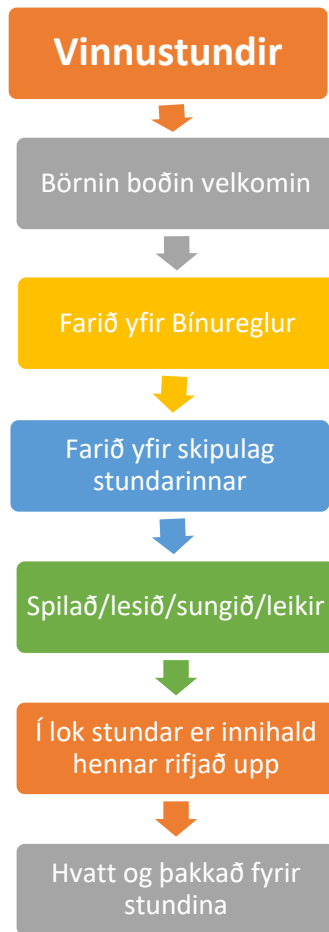 Vinnustundir
Börnin boðin velkomin
Farið yfir Bínureglur
Farið yfir skipulag
stundarinnar
Spilað/lesið/sungið/leikir
Í lok stundar er innihald
hennar rifjað upp
Hvatt og þakkað fyrir
stundina